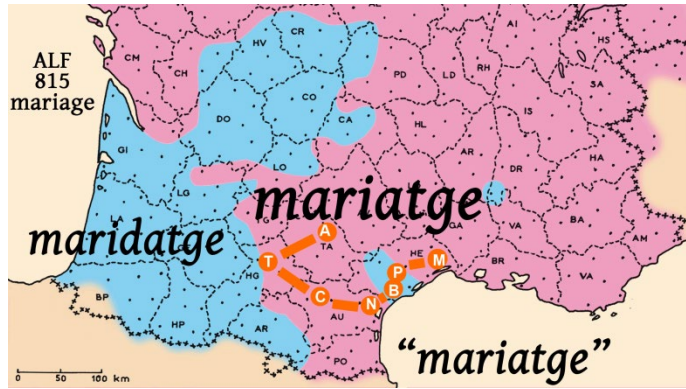 ALF
815
mariage
CM
CH
HV
CR
AL
AI
HS
PD
LD
RH
SA
DO
CO
CA
HL
IS
GI
LO
AR
DR
HA
LG
LA
mariatge
maridatge
TG
A
TA
GA
VA
BA
AM
T
HG
HE
M
P
B
BR
VA
C
N
AU
BP
HP
AR
PO
"mariatge"
0 50 100 km